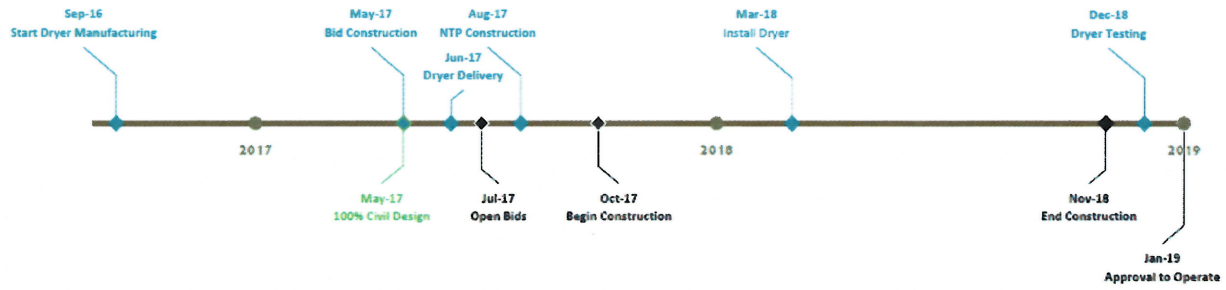 Sep-16
Start Dryer Manufacturing
May-17
Bid Construction
Aug-17
NTP Construction
Jun-17
Dryer Delivery
Mar-18
Install Dryer
Dec-18
Dryer Testing
2017
2018
2019
May-17
100% Civil Design
Jul-17
Open Bids
Oct-17
Begin Construction
Nov-18
End Construction
Jan-19
Approval to Operate